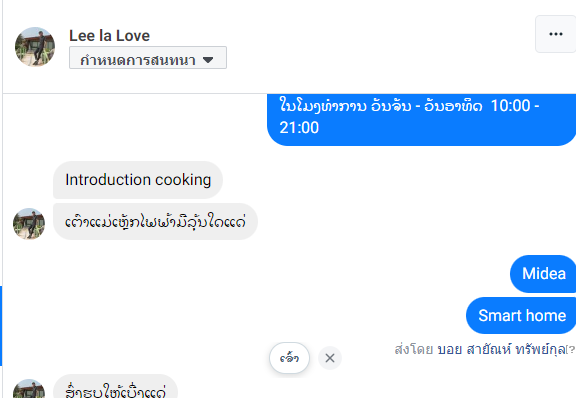 Lee la Love
กำหนดการสนทนา
ໃນໂມງທຳການ ວັນຈັນ - ວັນອາທິດ 10:00 -
21:00
Introduction cooking
ເຕົາແມ່ເຫຼັກໄຟຟ້າມີລຸ້ນໃດແດ່
Midea
Smart home
ส่งโดย บอย สายัณห์ ทรัพย์กุล
ເຈົ້າ
ສົ່ງຮູບໃຫ້ເບິ່ງແດ່